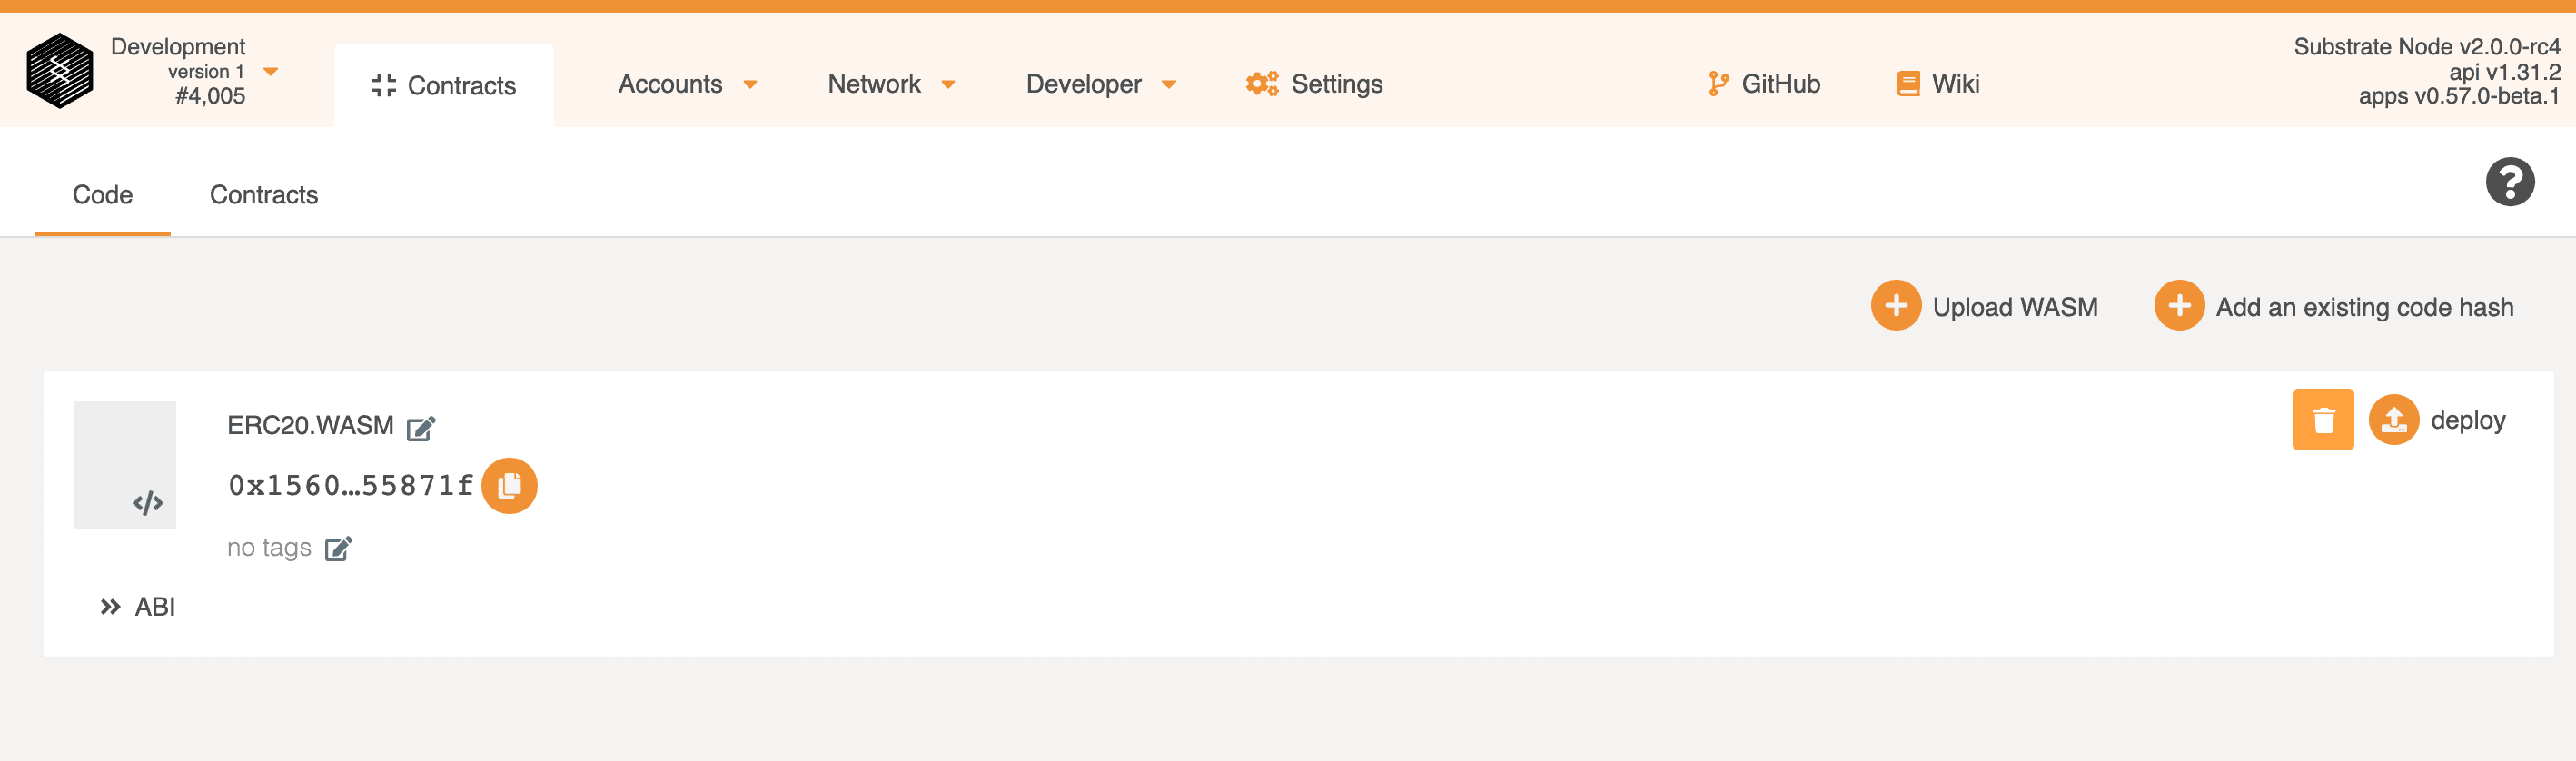 Development
version 1
#4,005
Contracts
Accounts
Network
Developer
Settings
GitHub
Wiki
Substrate Node v2.0.0-rc4
api v1.31.2
apps v0.57.0-beta.1
Code
Contracts
Upload WASM
Add an existing code hash
ERC20.WASM
deploy
0x1560…55871f
no tags
ABI